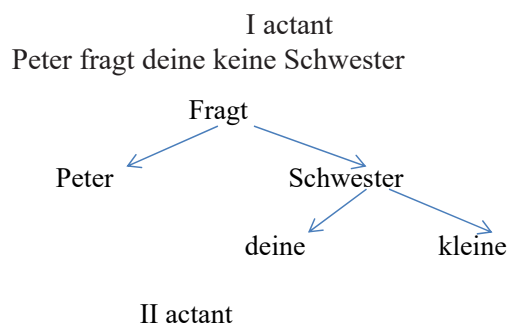 I actant
Peter fragt deine keine Schwester
Fragt
Peter Schwester
deine kleine
II actant